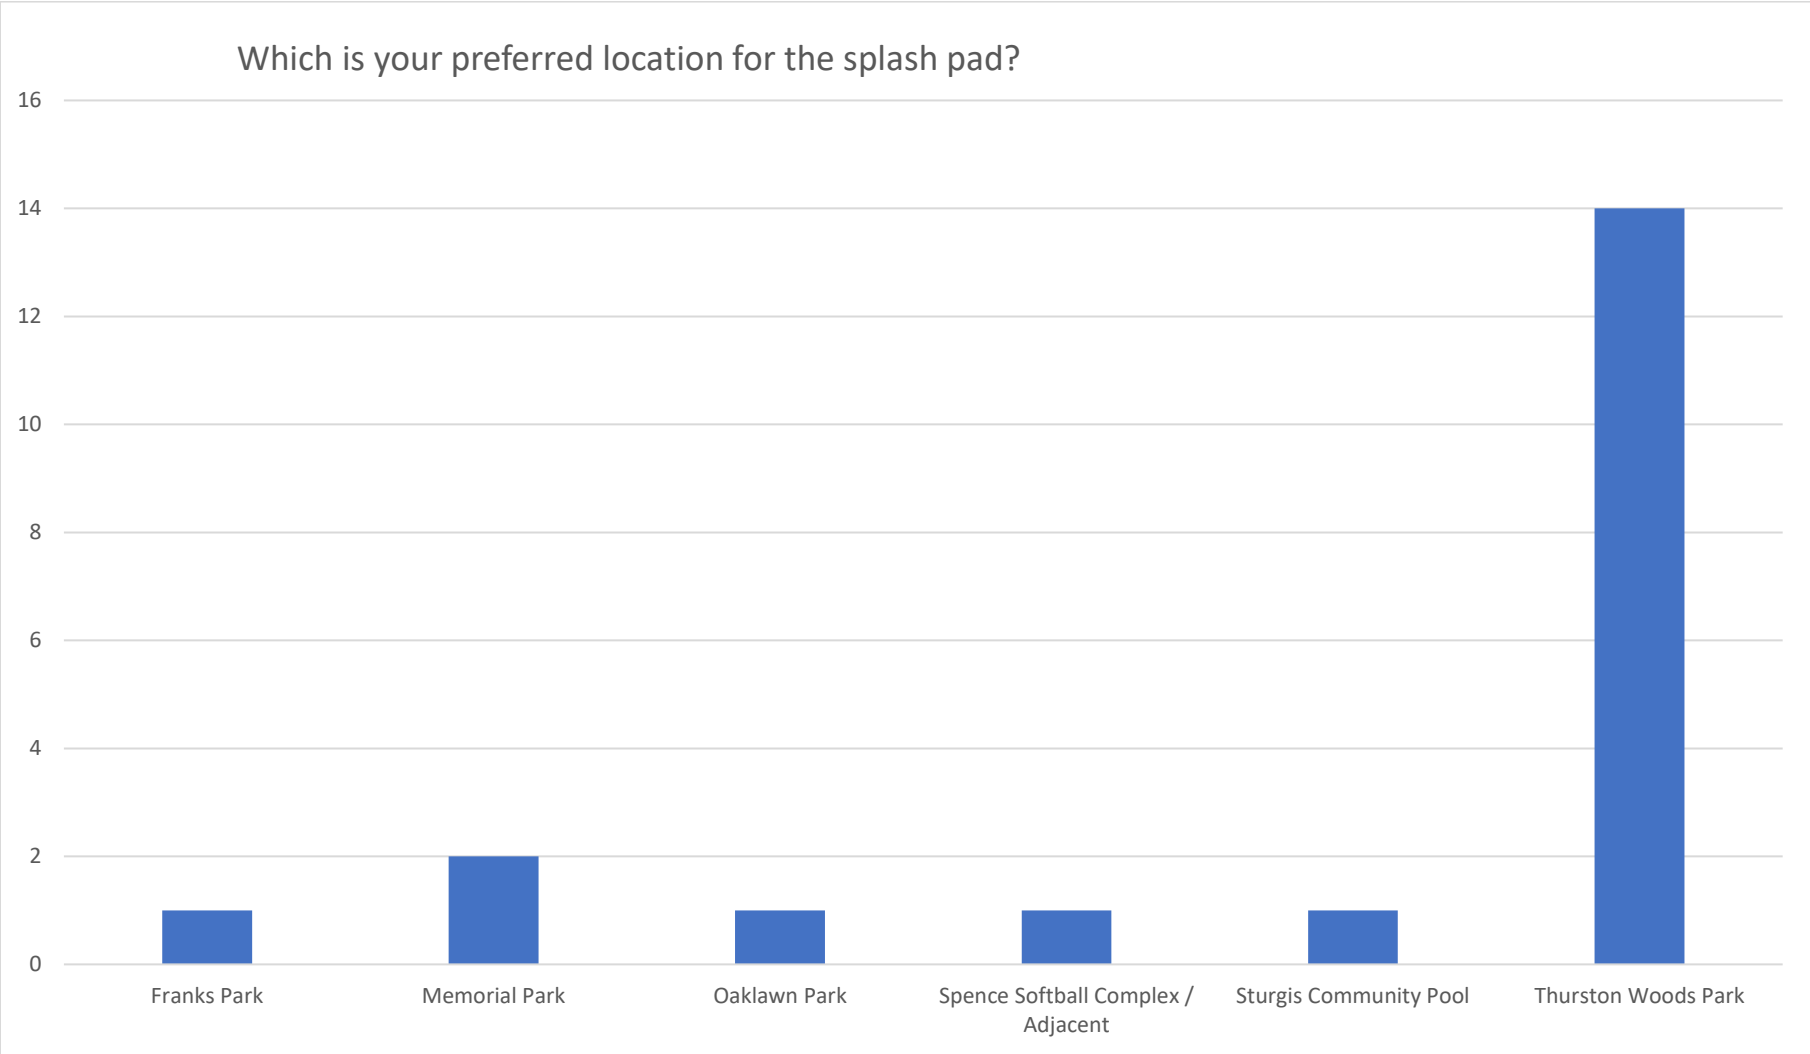 Which is your preferred location for the splash pad?
16
14
12
10
8
6
4
2
0
Franks Park
Memorial Park
Oaklawn Park
Spence Softball Complex /
Adjacent
Sturgis Community Pool
Thurston Woods Park